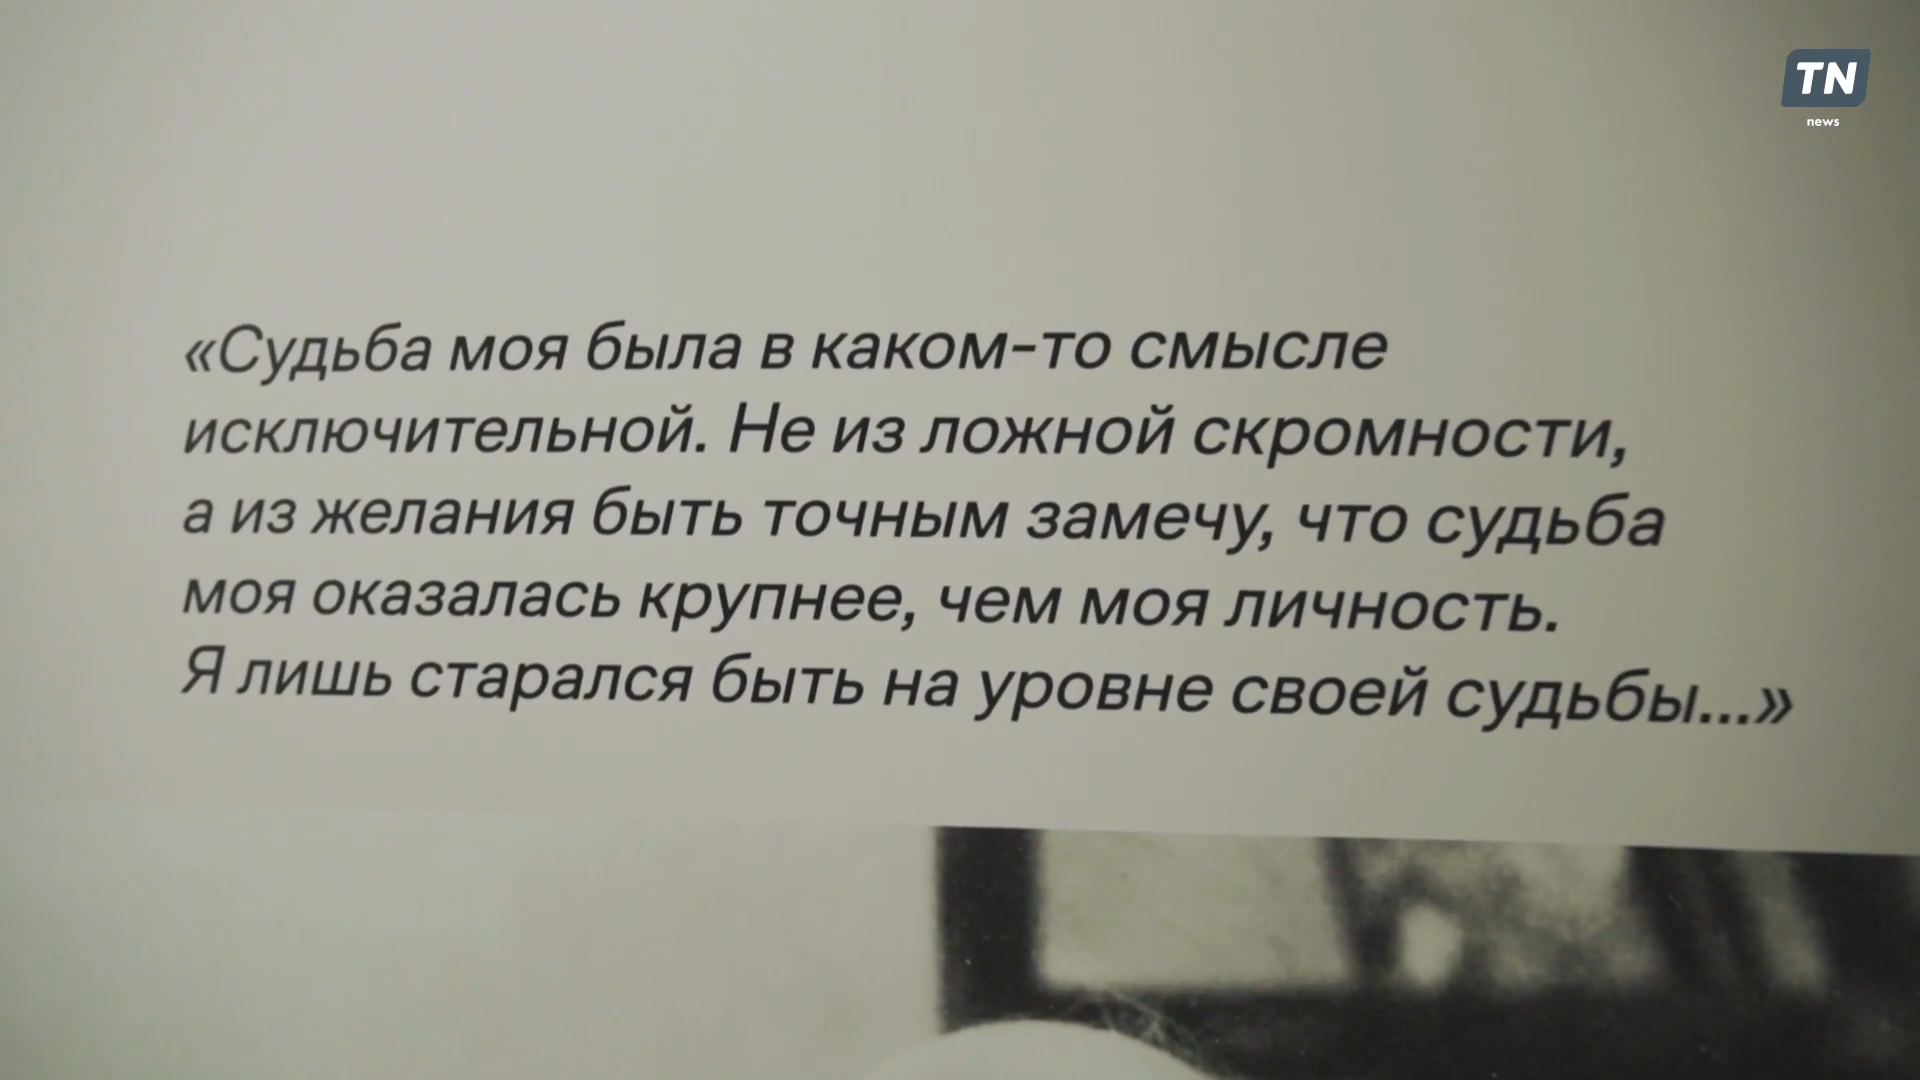 TN
news
«Судьба моя была в каком-то смысле
исключительной. Не из ложной скромности,
а из желания быть точным замечу, что судьба
моя оказалась крупнее, чем моя личность.
Я лишь старался быть на уровне своей судьбы...»